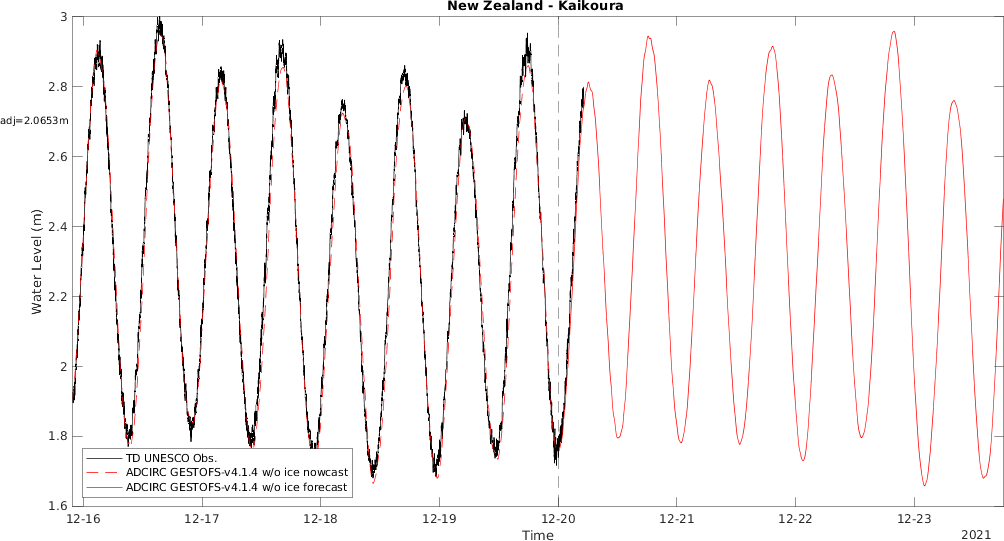 New Zealand - Kaikoura
3
2.8
adj=2.0653m
2.6
2.4
Water Level (m)
2.2
2
1.8
1.6
TD UNESCO Obs.
ADCIRC GESTOFS-v4.1.4 w/o ice nowcast
ADCIRC GESTOFS-v4.1.4 w/o ice forecast
12-16 12-17 12-18 12-19 12-20 12-21 12-22 12-23
Time
2021